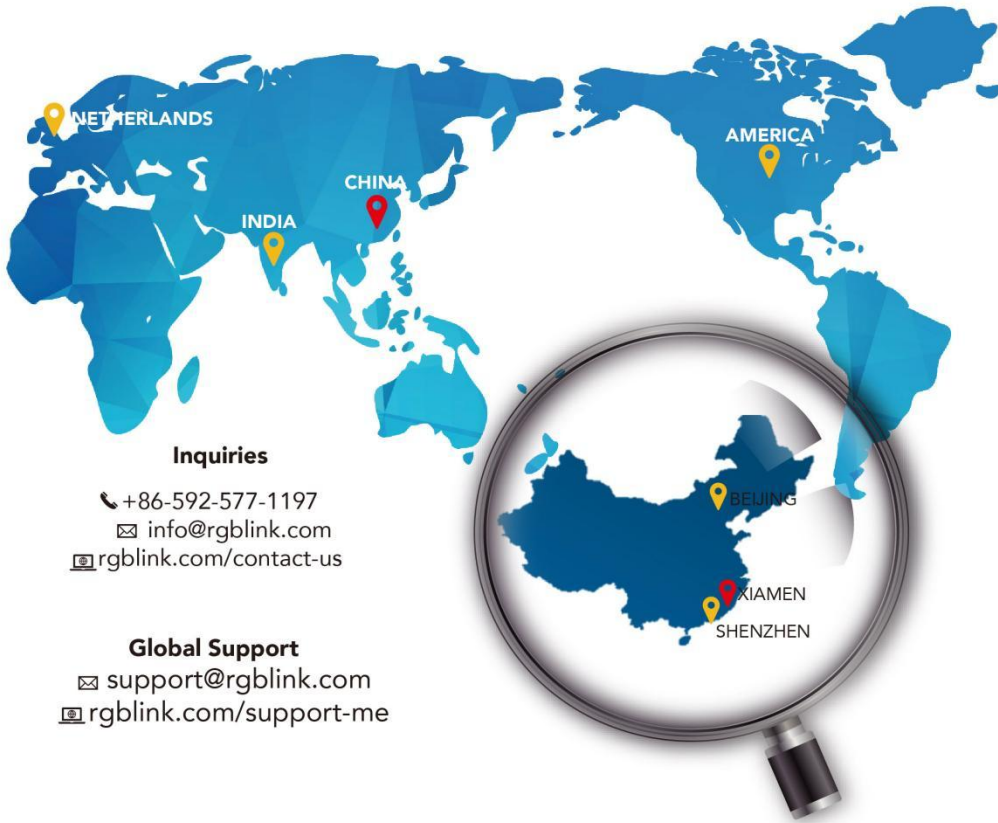 NETHERLANDS
AMERICA
CHINA
INDIA
Inquiries
+86-592-577-1197
info@rgblink.com
rgblink.com/contact-us
Global Support
support@rgblink.com
rgblink.com/support-me
BEIJING
XIAMEN
SHENZHEN